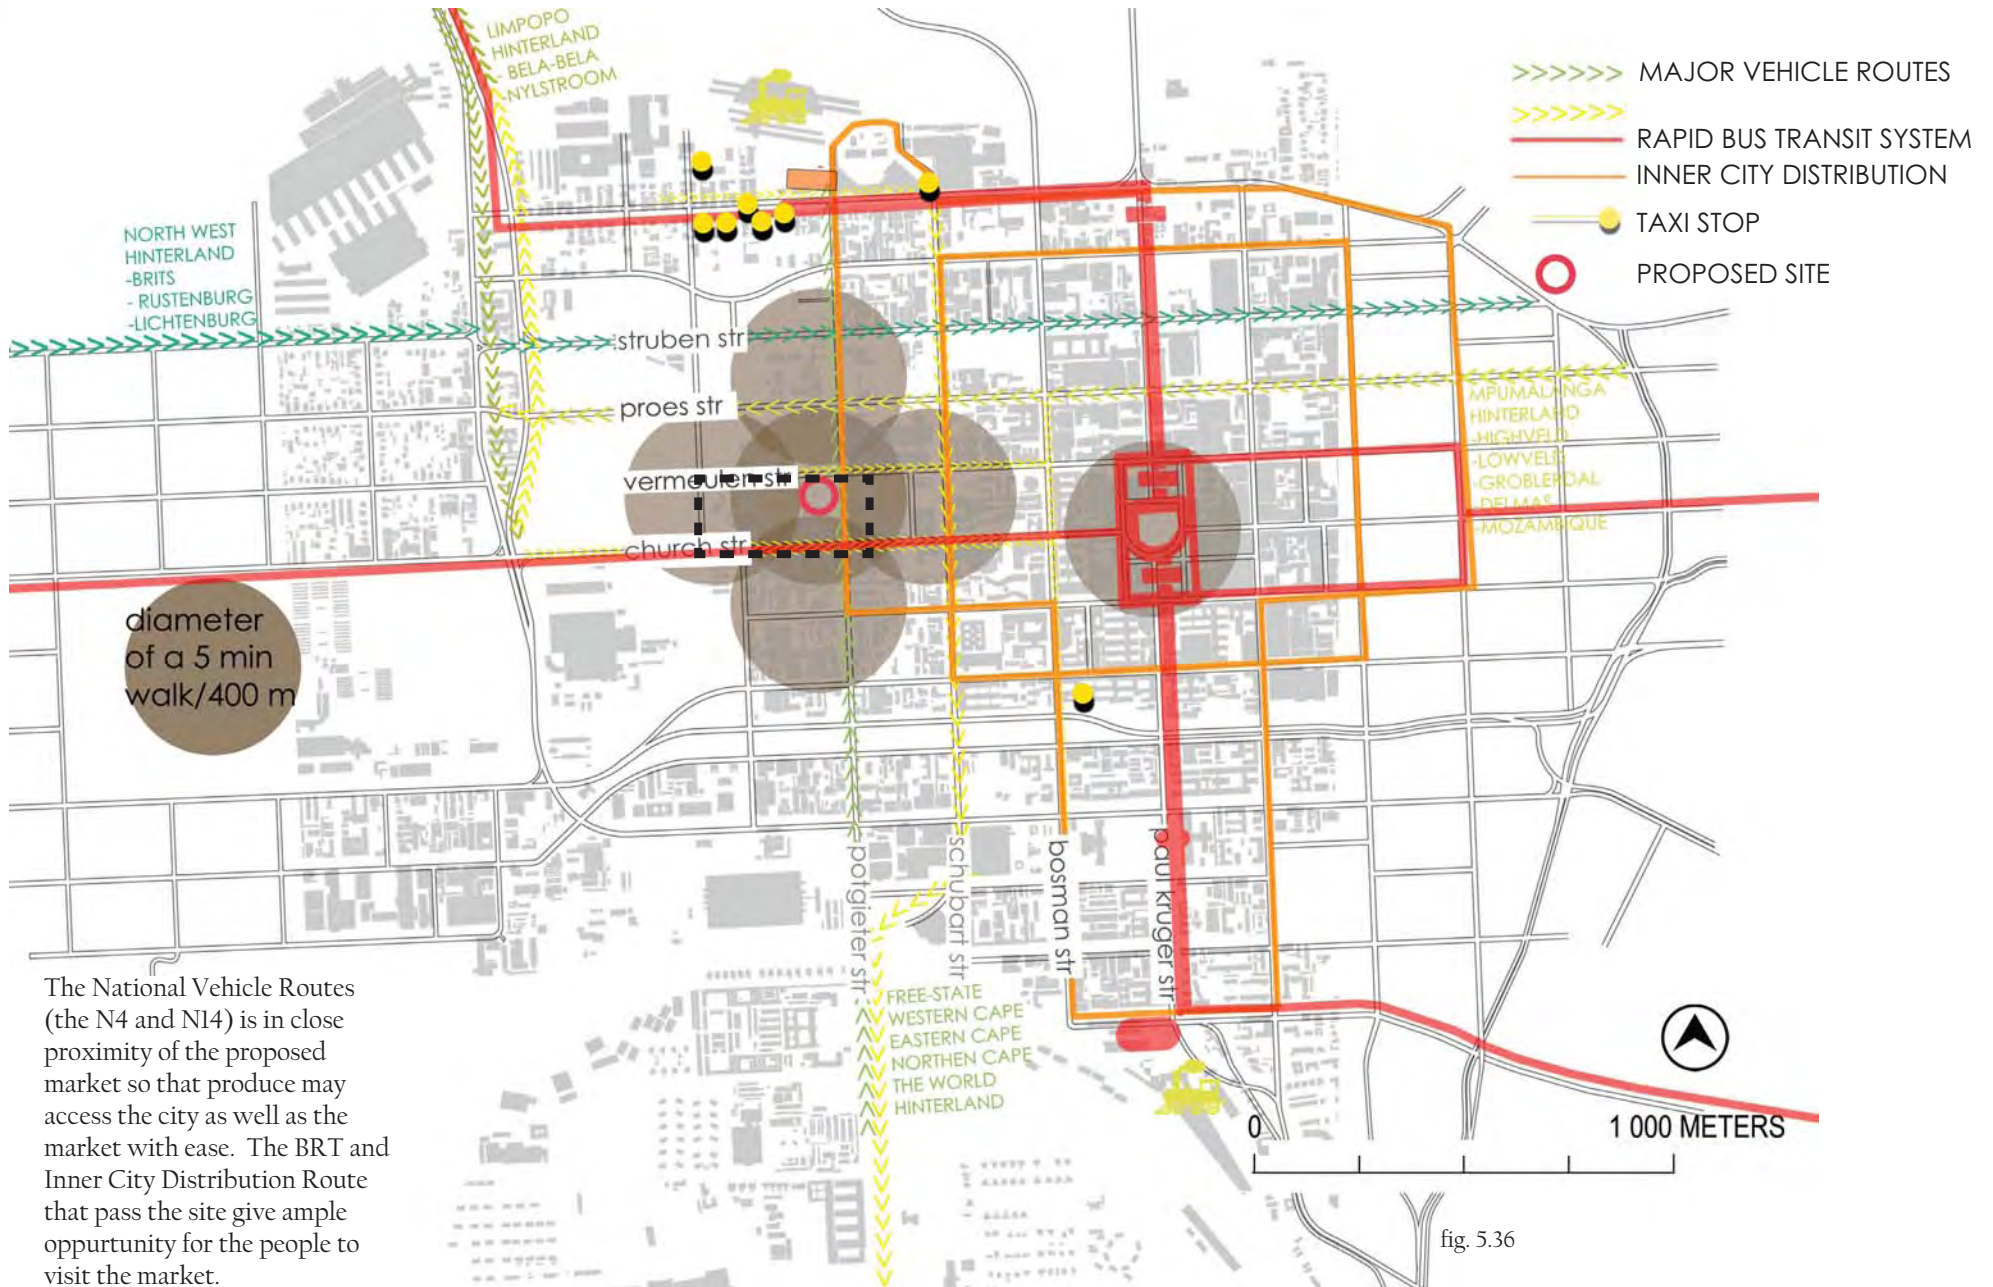 LIMPOPO
HINTERLAND
- BELA-BELA
-NYLSTROOM
MAJOR VEHICLE ROUTES
RAPID BUS TRANSIT SYSTEM
INNER CITY DISTRIBUTION
TAXI STOP
PROPOSED SITE
NORTH WEST
HINTERLAND
-BRITS
- RUSTENBURG
-LICHTENBURG
struben str
proes str
vermeulen str
church str
MPUMALANGA
HINTERLAND
-HIGHVELD
-LOWVELD
-GROBLERDAL
-DELMAS
-MOZAMBIQUE
diameter
of a 5 min
walk/400 m
potgieter str
schubart str
bosman str
paul kruger str
FREE-STATE
WESTERN CAPE
EASTERN CAPE
NORTHEN CAPE
THE WORLD
HINTERLAND
The National Vehicle Routes
(the N4 and N14) is in close
proximity of the proposed
market so that produce may
access the city as well as the
market with ease.  The BRT and
Inner City Distribution Route
that pass the site give ample
oppurtunity for the people to
visit the market.
0
1 000 METERS
fig. 5.36